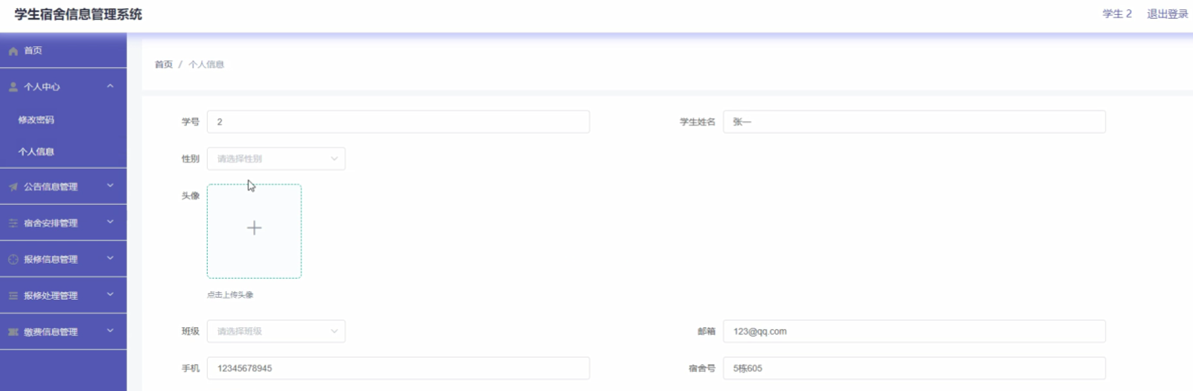 学生宿舍信息管理系统
学生 2 退出登录
首页
个人中心
修改密码
个人信息
公告信息管理
宿舍安排管理
报修信息管理
报修处理管理
缴费信息管理
首页 / 个人信息
学号 2
学生姓名 张一
性别 请选择性别
头像
点击上传头像
班级 请选择班级
邮箱 123@qq.com
手机 12345678945
宿舍号 5栋605